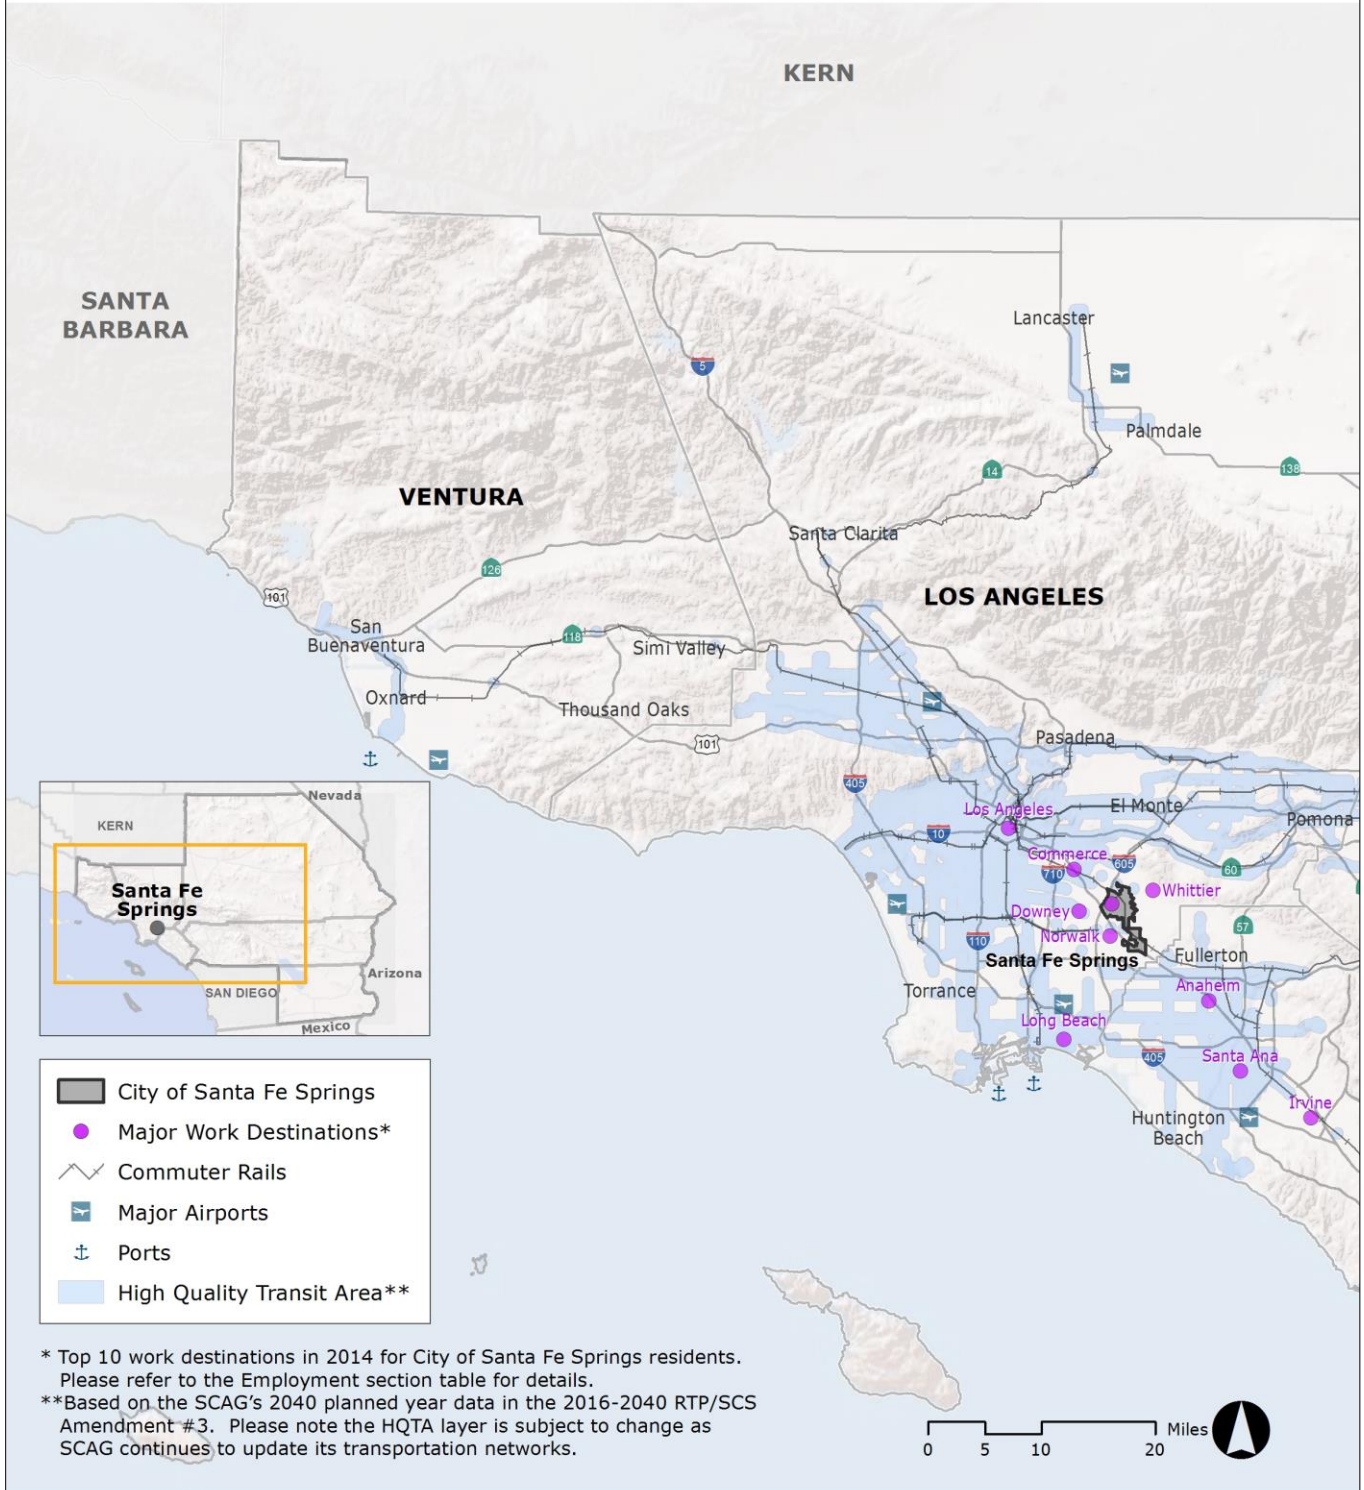 KERN
SANTA
BARBARA
Lancaster
5
Palmdale
14
138
VENTURA
Santa Clarita
126
LOS ANGELES
101
San
Buenaventura
118
Simi Valley
Oxnard
Thousand Oaks
101
Pasadena
405
Los Angeles
El Monte
Pomona
10
Commerce
605
710
60
Whittier
Downey
57
110
Norwalk
Santa Fe Springs
Fullerton
Torrance
Anaheim
Long Beach
405
Santa Ana
Irvine
Huntington
Beach
Nevada
KERN
Santa Fe
Springs
Arizona
SAN DIEGO
Mexico
City of Santa Fe Springs
Major Work Destinations*
Commuter Rails
Major Airports
Ports
High Quality Transit Area**
* Top 10 work destinations in 2014 for City of Santa Fe Springs residents.
Please refer to the Employment section table for details.
**Based on the SCAG's 2040 planned year data in the 2016-2040 RTP/SCS
Amendment #3. Please note the HQTA layer is subject to change as
SCAG continues to update its transportation networks.
0 5 10 20 Miles